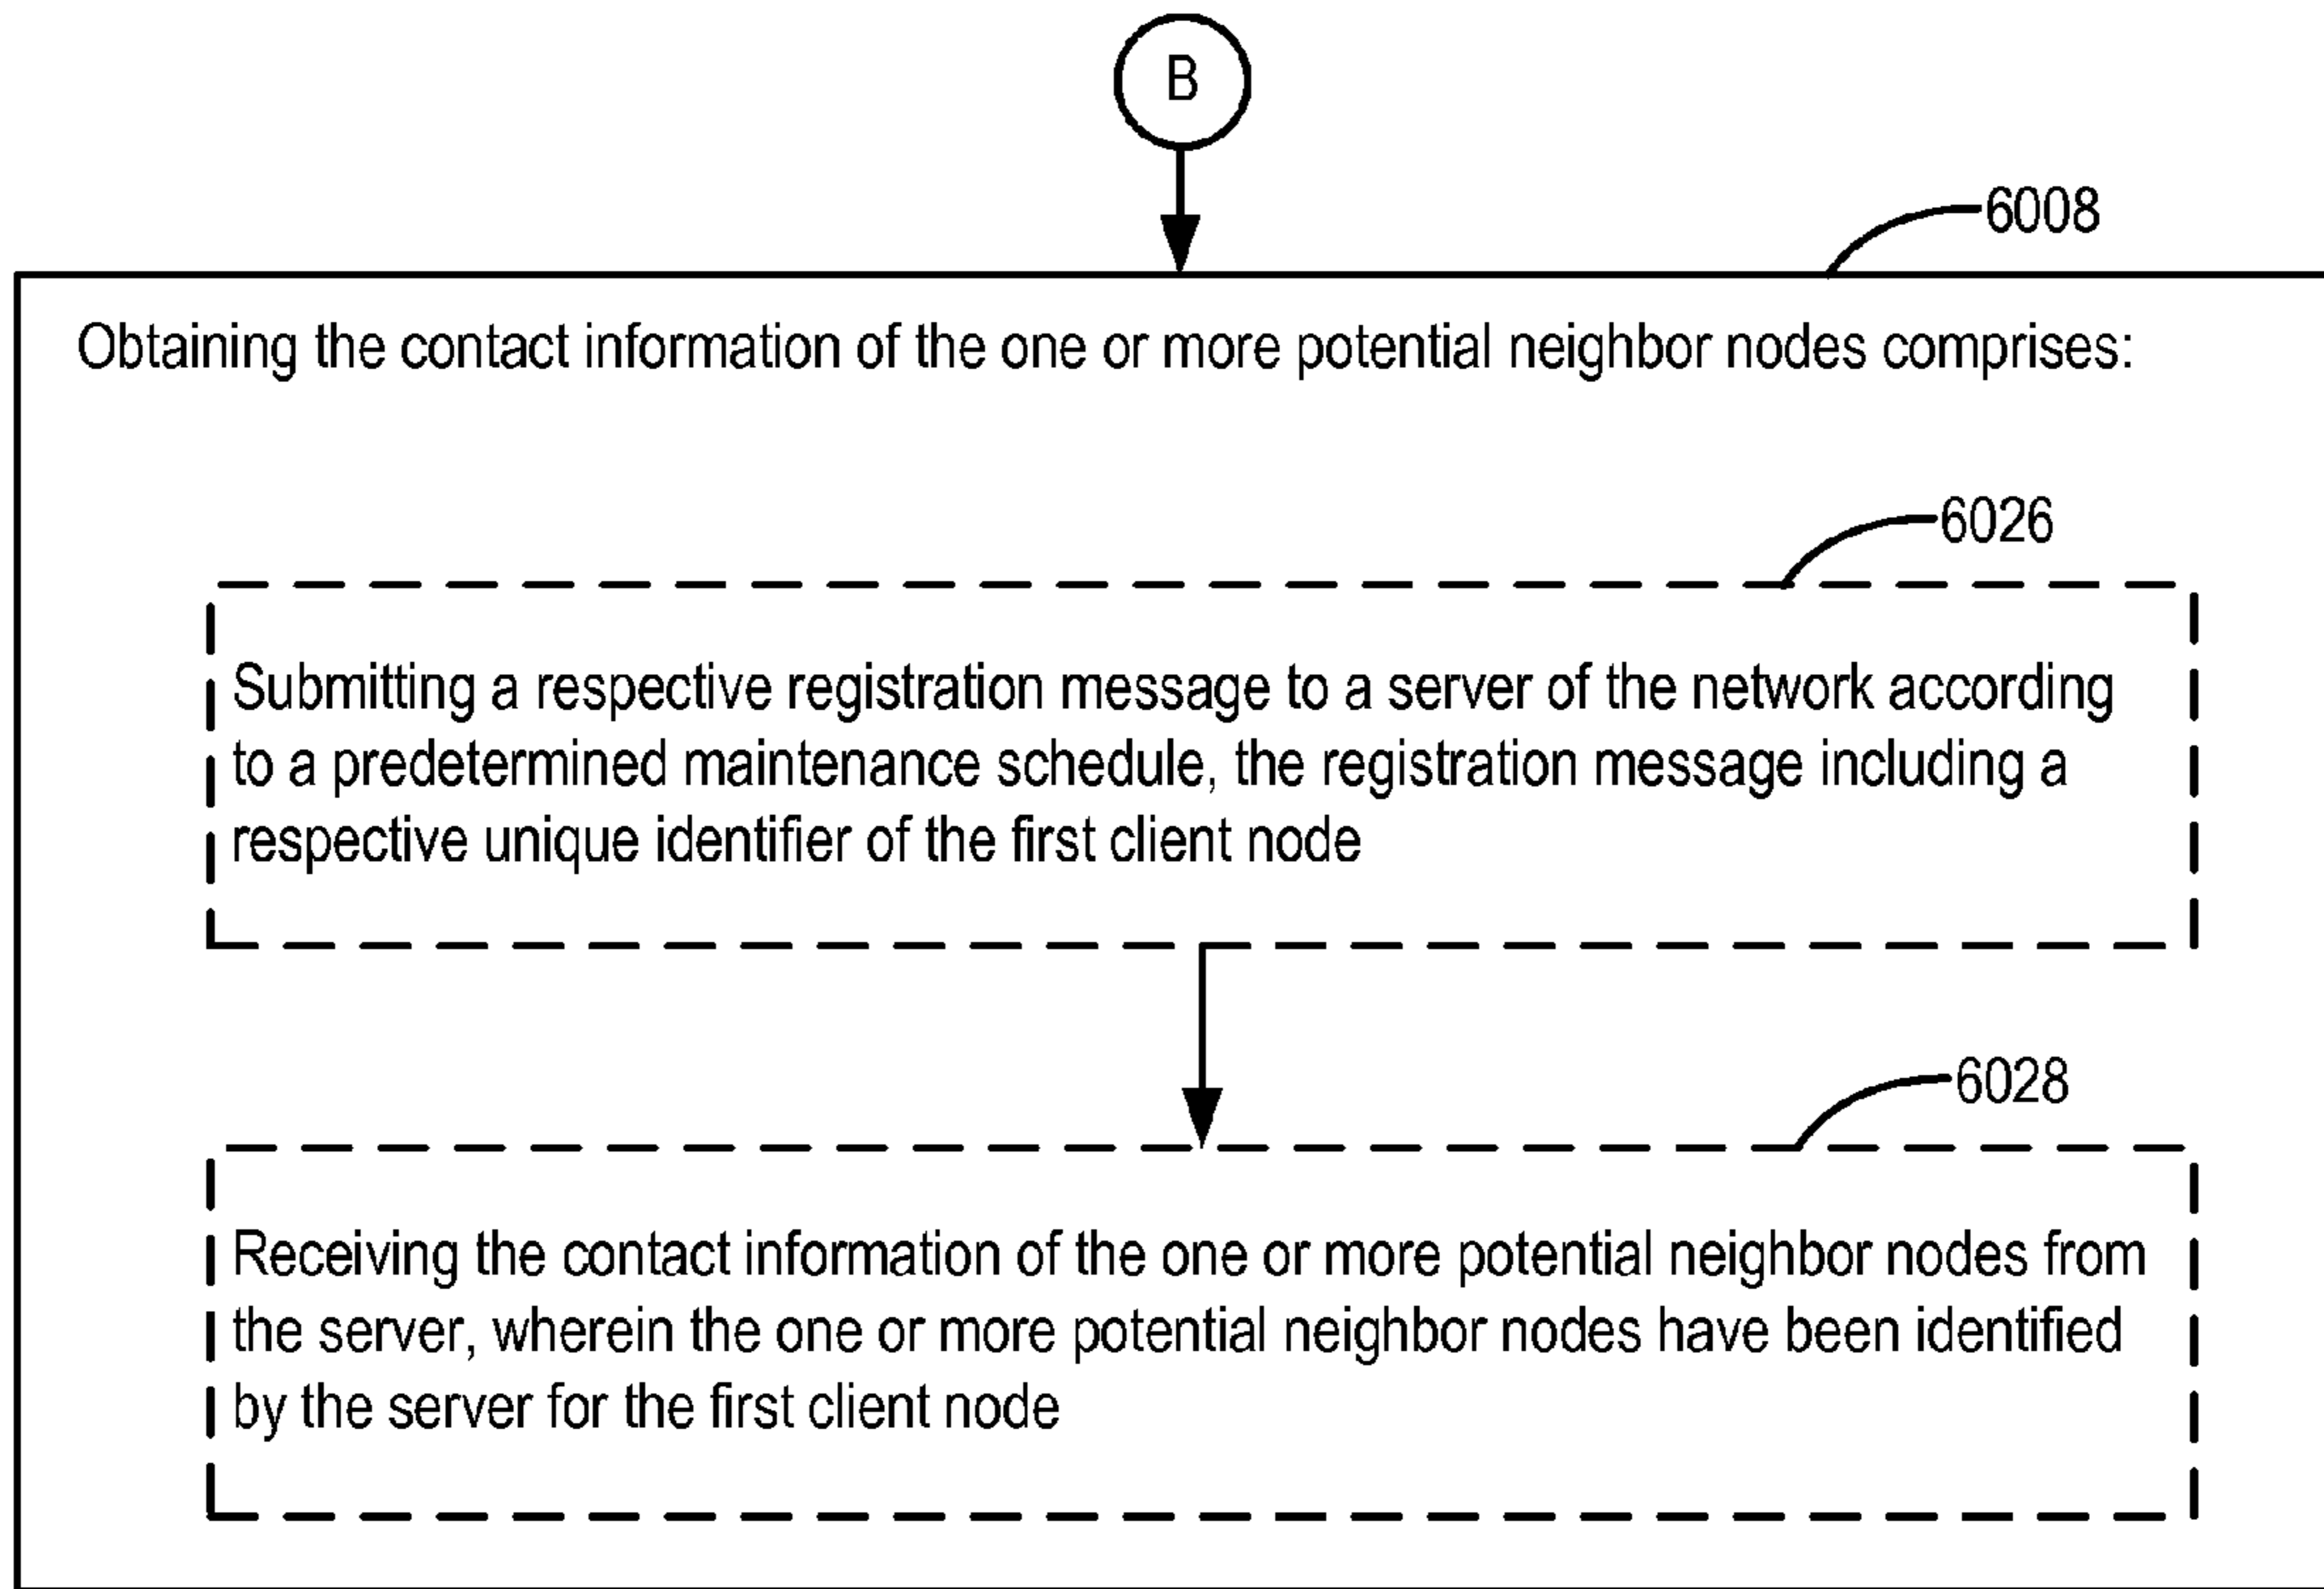 B
6008
Obtaining the contact information of the one or more potential neighbor nodes comprises:
6026
Submitting a respective registration message to a server of the network according
to a predetermined maintenance schedule, the registration message including a
respective unique identifier of the first client node
6028
Receiving the contact information of the one or more potential neighbor nodes from
the server, wherein the one or more potential neighbor nodes have been identified
by the server for the first client node